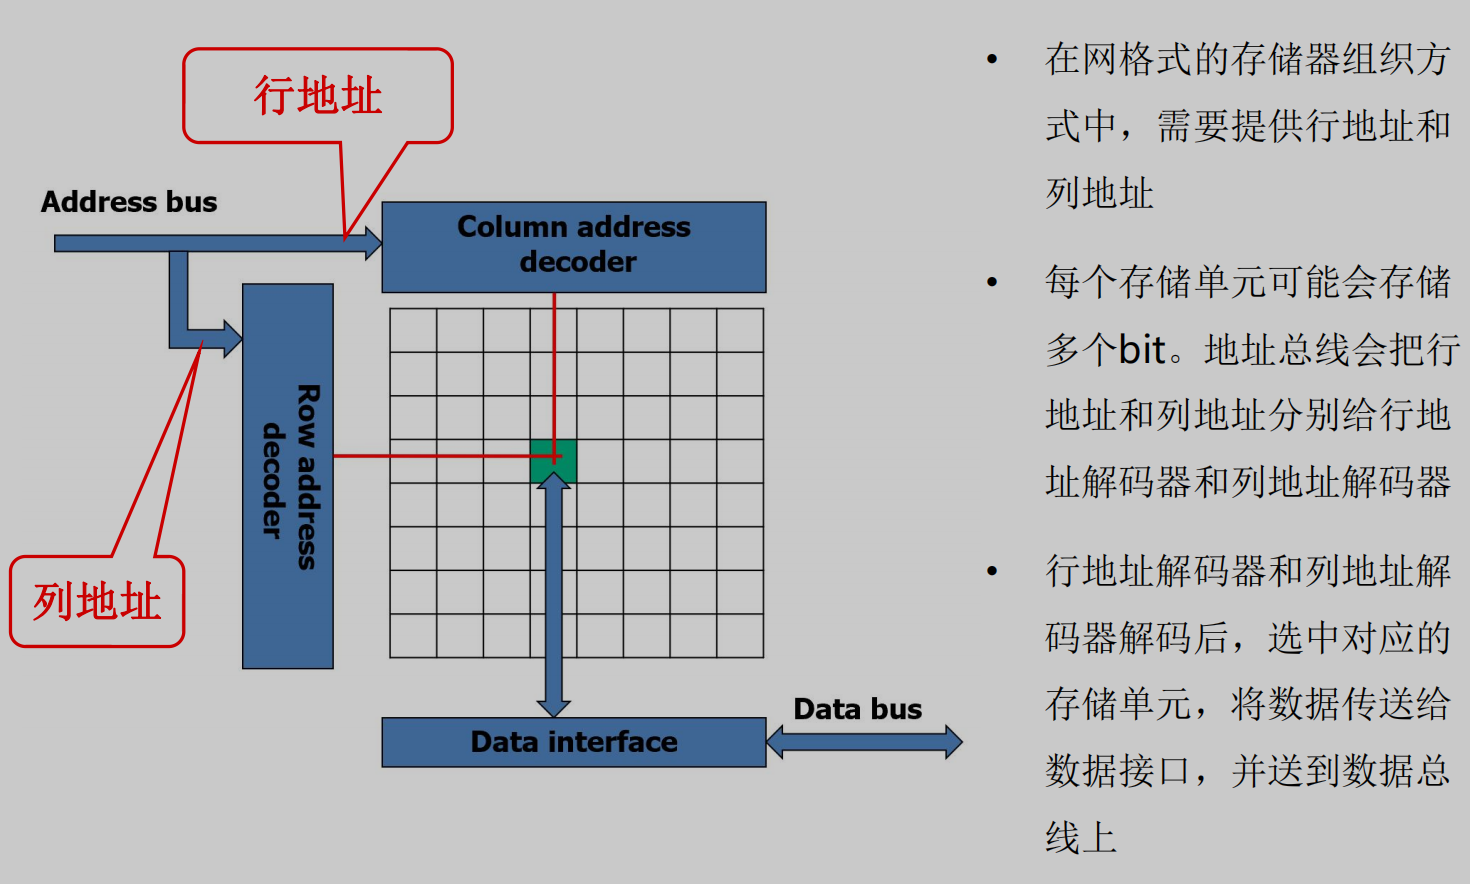 行地址
Address bus
Column address
decoder
Row address
decoder
列地址
Data interface
Data bus
• 在网格式的存储器组织方
式中，需要提供行地址和
列地址
• 每个存储单元可能会存储
多个bit。地址总线会把行
地址和列地址分别给行地
址解码器和列地址解码器
• 行地址解码器和列地址解
码器解码后，选中对应的
存储单元，将数据传送给
数据接口，并送到数据总
线上